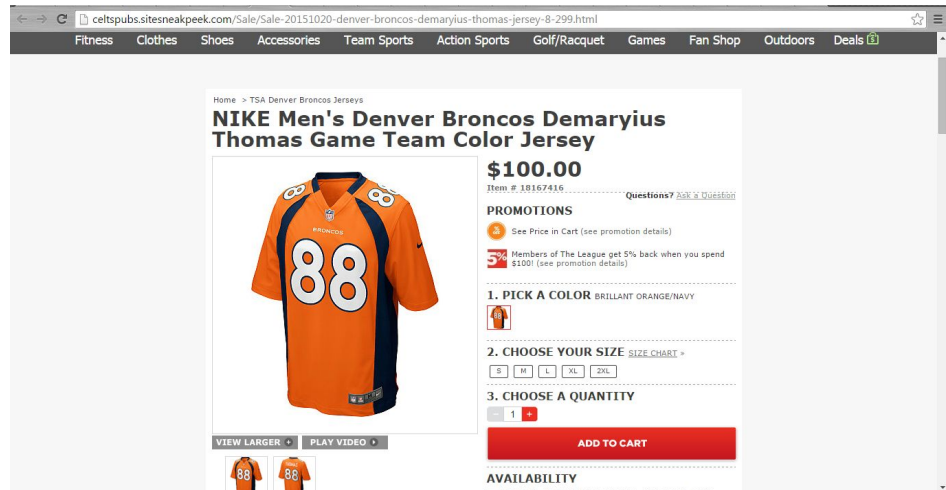 celtspubs.sitesneakpeek.com/Sale/Sale-20151020-denver-broncos-demaryius-thomas-jersey-8-299.html
Fitness Clothes Shoes Accessories Team Sports Action Sports Golf/Racquet Games Fan Shop Outdoors Deals
Home > TSA Denver Broncos Jerseys
NIKE Men's Denver Broncos Demaryius
Thomas Game Team Color Jersey
$100.00
Item # 18167416
Questions? Ask a Question
PROMOTIONS
See Price in Cart (see promotion details)
5% Members of The League get 5% back when you spend
$100! (see promotion details)
1. PICK A COLOR BRILLANT ORANGE/NAVY
2. CHOOSE YOUR SIZE SIZE CHART »
S M L XL 2XL
3. CHOOSE A QUANTITY
- 1 +
ADD TO CART
AVAILABILITY
88 88
BRONCOS
88
VIEW LARGER + PLAY VIDEO
88 88